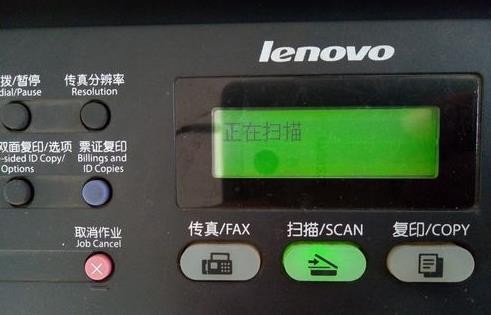 lenovo
拨/暂停
dial/Pause
传真分辨率
Resolution
正在扫描
双面复印/选项
-sided ID Copy/
Options
票证复印
Billings and
ID Copies
取消作业
Job Cancel
传真/FAX
扫描/SCAN
复印/COPY